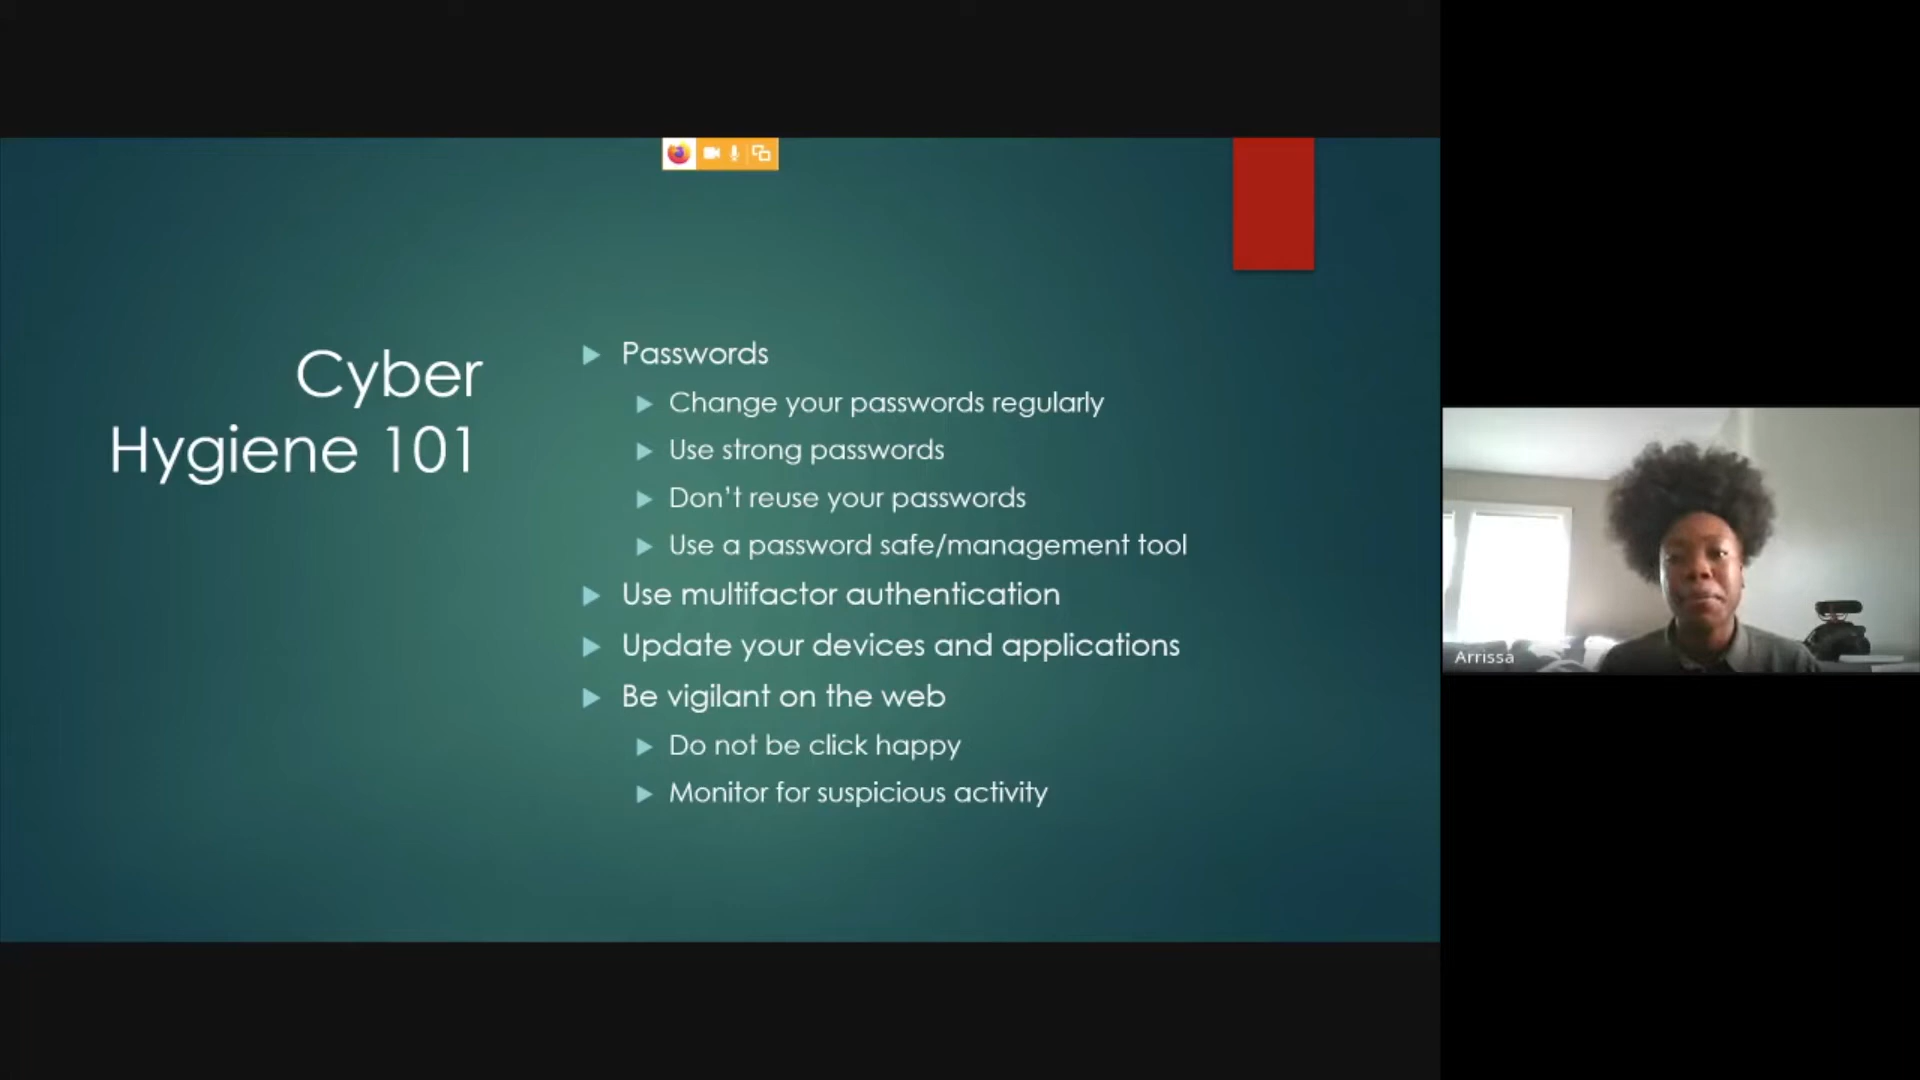 Cyber
Hygiene 101
Passwords
Change your passwords regularly
Use strong passwords
Don't reuse your passwords
Use a password safe/management tool
Use multifactor authentication
Update your devices and applications
Be vigilant on the web
Do not be click happy
Monitor for suspicious activity
Arrissa